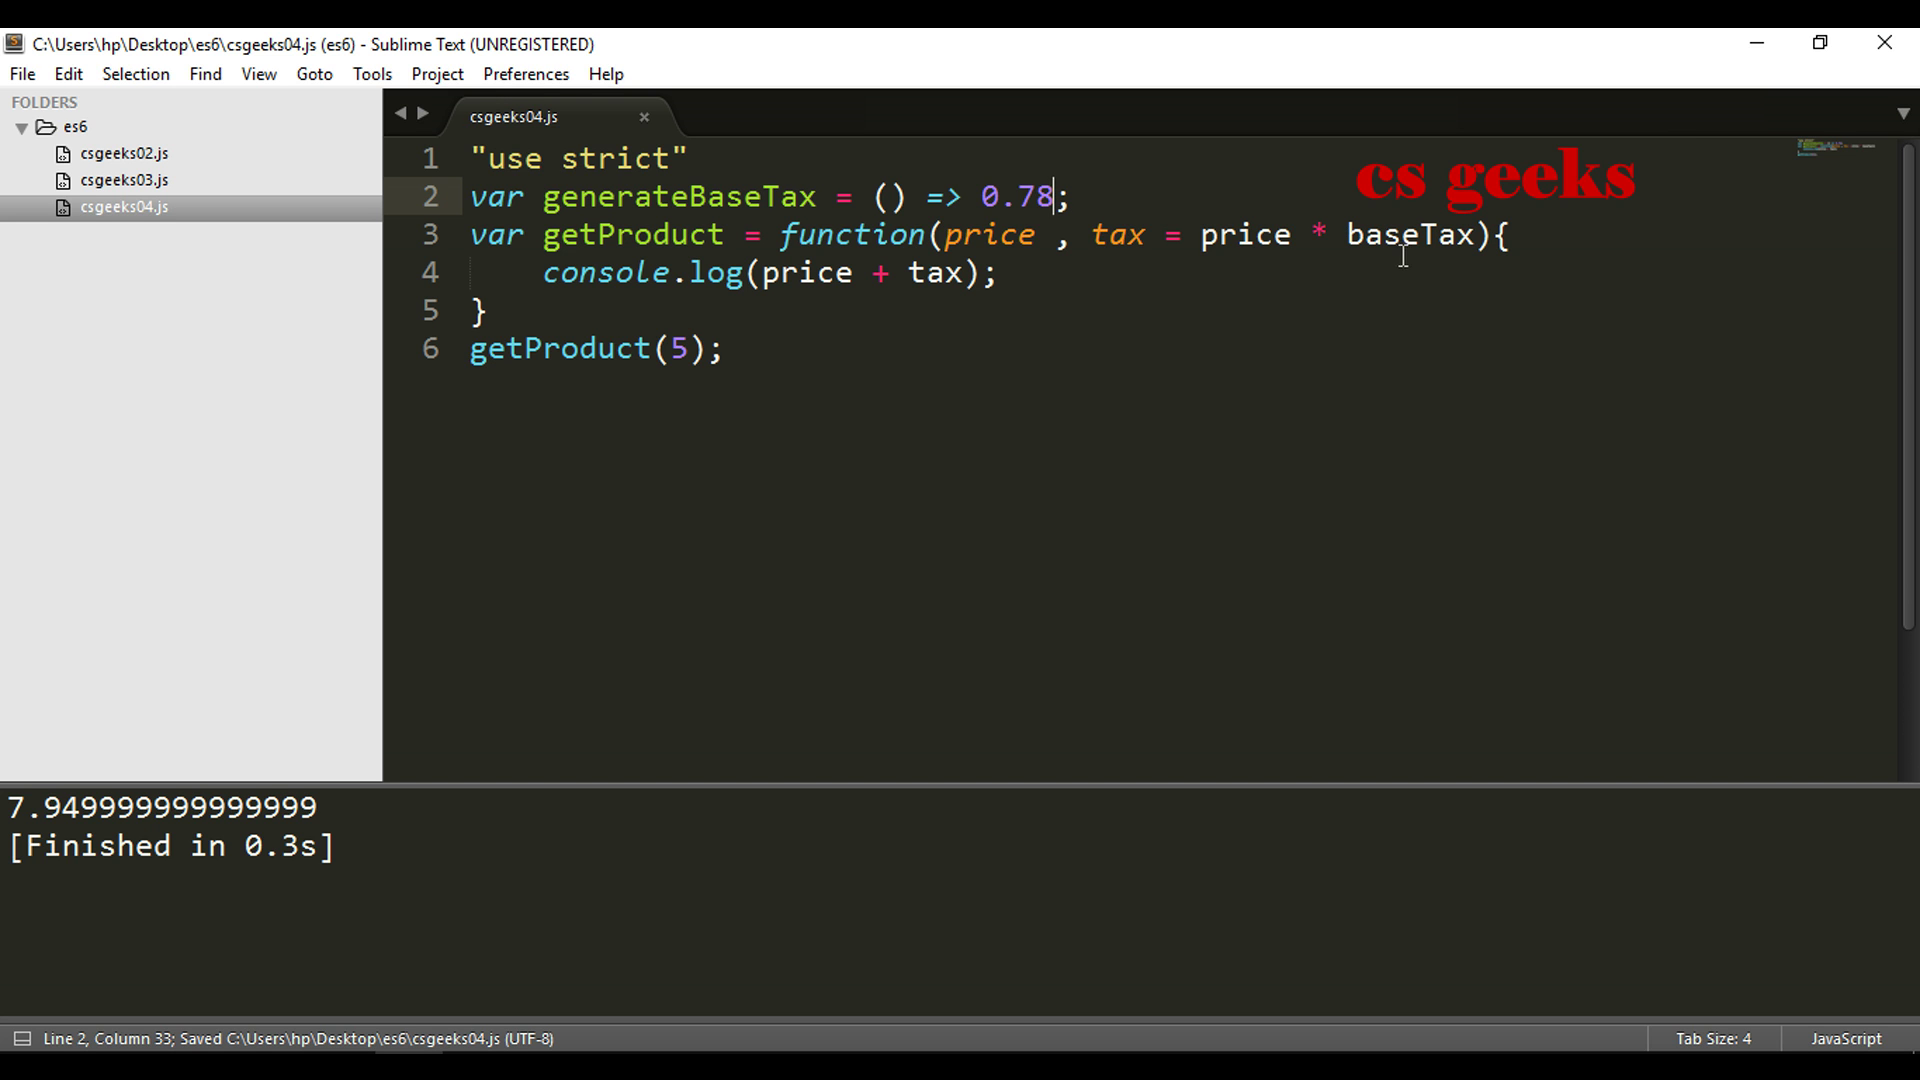 C:\Users\hp\Desktop\es6\csgeeks04.js (es6) - Sublime Text (UNREGISTERED)
File Edit Selection Find View Goto Tools Project Preferences Help
FOLDERS
es6
csgeeks02.js
csgeeks03.js
csgeeks04.js
csgeeks04.js ×
cs geeks
1 "use strict"
2 var generateBaseTax = () => 0.78;
3 var getProduct = function(price , tax = price * baseTax){
4     console.log(price + tax);
5 }
6 getProduct(5);
7.949999999999999
[Finished in 0.3s]
Line 2, Column 33; Saved C:\Users\hp\Desktop\es6\csgeeks04.js (UTF-8) Tab Size: 4 JavaScript